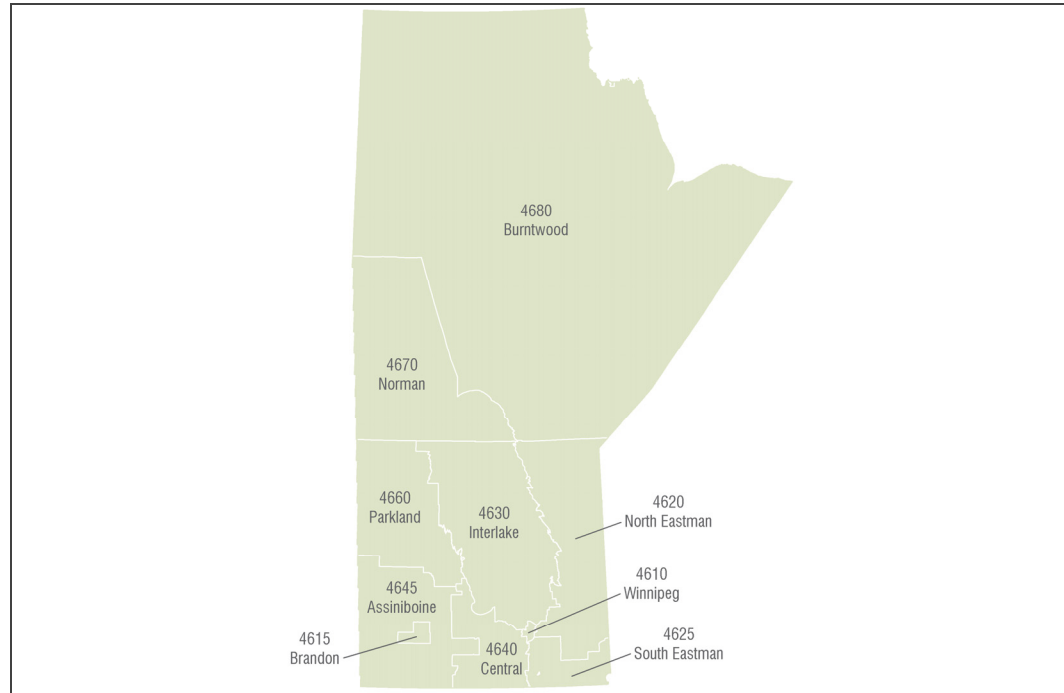 4680
Burntwood
4670
Norman
4660
Parkland
4630
Interlake
4620
North Eastman
4610
Winnipeg
4645
Assiniboine
4615
Brandon
4640
Central
4625
South Eastman